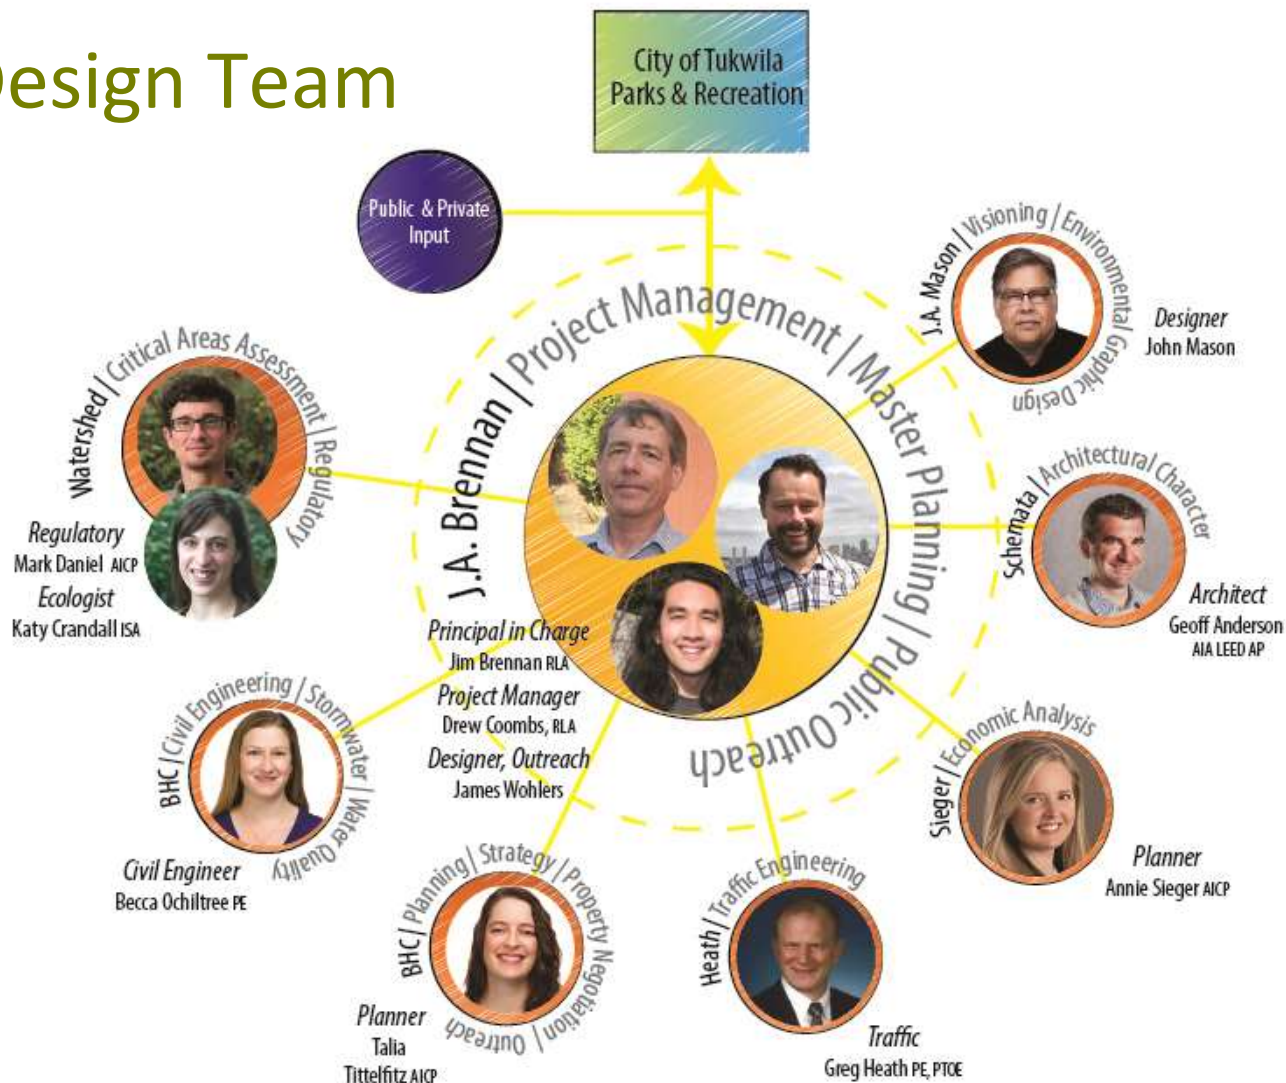 Design Team
City of Tukwila
Parks & Recreation
Public & Private
Input
J.A. Brennan | Project Management | Master Planning | Public Outreach
Principal in Charge
Jim Brennan RLA
Project Manager
Drew Coombs, RLA
Designer, Outreach
James Wohlers
J.A. Mason | Visioning | Environmental Graphic Design
Designer
John Mason
Schemata | Architectural Character
Architect
Geoff Anderson
AIA LEED AP
Sieger | Economic Analysis
Planner
Annie Sieger AICP
Heath | Traffic Engineering
Traffic
Greg Heath PE, PTOE
BHC | Planning | Strategy | Property Negotiation | Outreach
Planner
Talia
Tittelfitz AICP
BHC | Civil Engineering | Stormwater | Water Quality
Civil Engineer
Becca Ochiltree PE
Watershed | Critical Areas Assessment | Regulatory
Regulatory
Mark Daniel AICP
Ecologist
Katy Crandall ISA